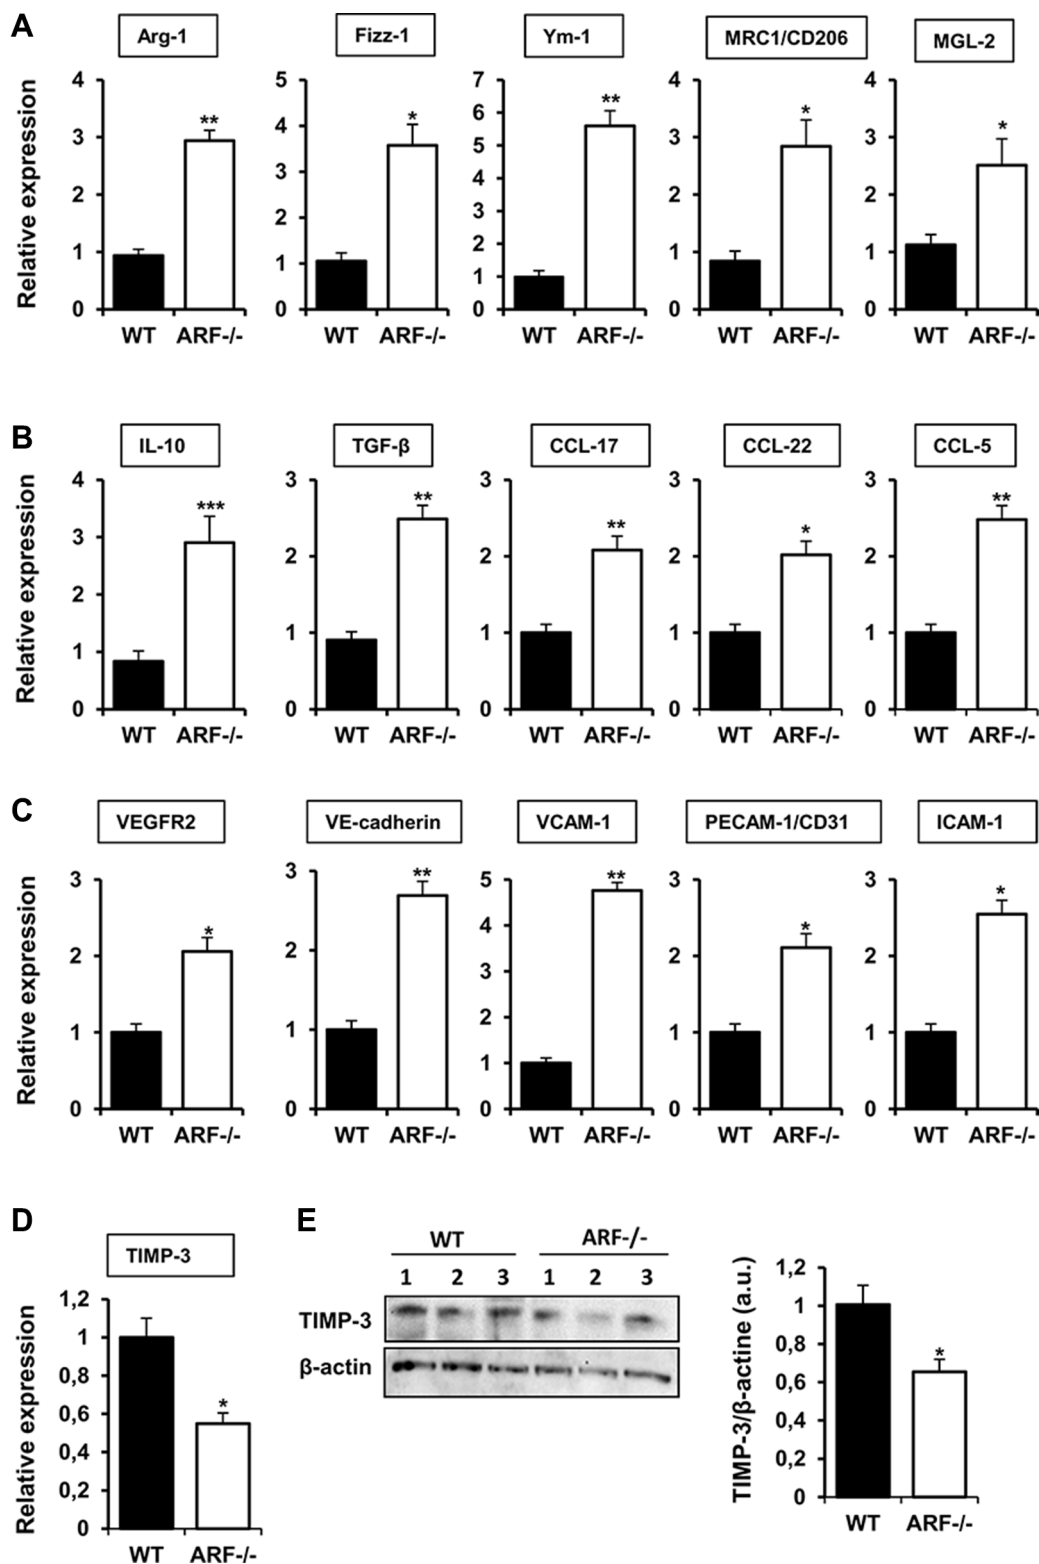 A
Arg-1 Fizz-1 Ym-1 MRC1/CD206 MGL-2
Relative expression
4 3 2 1 0
**
WT ARF-/-
5 4 3 2 1 0
*
WT ARF-/-
7 6 5 4 3 2 1 0
**
WT ARF-/-
4 3 2 1 0
*
WT ARF-/-
4 3 2 1 0
*
WT ARF-/-
B
IL-10 TGF-β CCL-17 CCL-22 CCL-5
Relative expression
4 3 2 1 0
***
WT ARF-/-
3 2 1 0
**
WT ARF-/-
3 2 1 0
**
WT ARF-/-
3 2 1 0
*
WT ARF-/-
3 2 1 0
**
WT ARF-/-
C
VEGFR2 VE-cadherin VCAM-1 PECAM-1/CD31 ICAM-1
Relative expression
3 2 1 0
*
WT ARF-/-
3 2 1 0
**
WT ARF-/-
5 4 3 2 1 0
**
WT ARF-/-
3 2 1 0
*
WT ARF-/-
3 2 1 0
*
WT ARF-/-
D
TIMP-3
Relative expression
1,2 1 0,8 0,6 0,4 0,2 0
*
WT ARF-/-
E
WT ARF-/-
1 2 3 1 2 3
TIMP-3
β-actin
TIMP-3/β-actine (a.u.)
1,2 1 0,8 0,6 0,4 0,2 0
*
WT ARF-/-